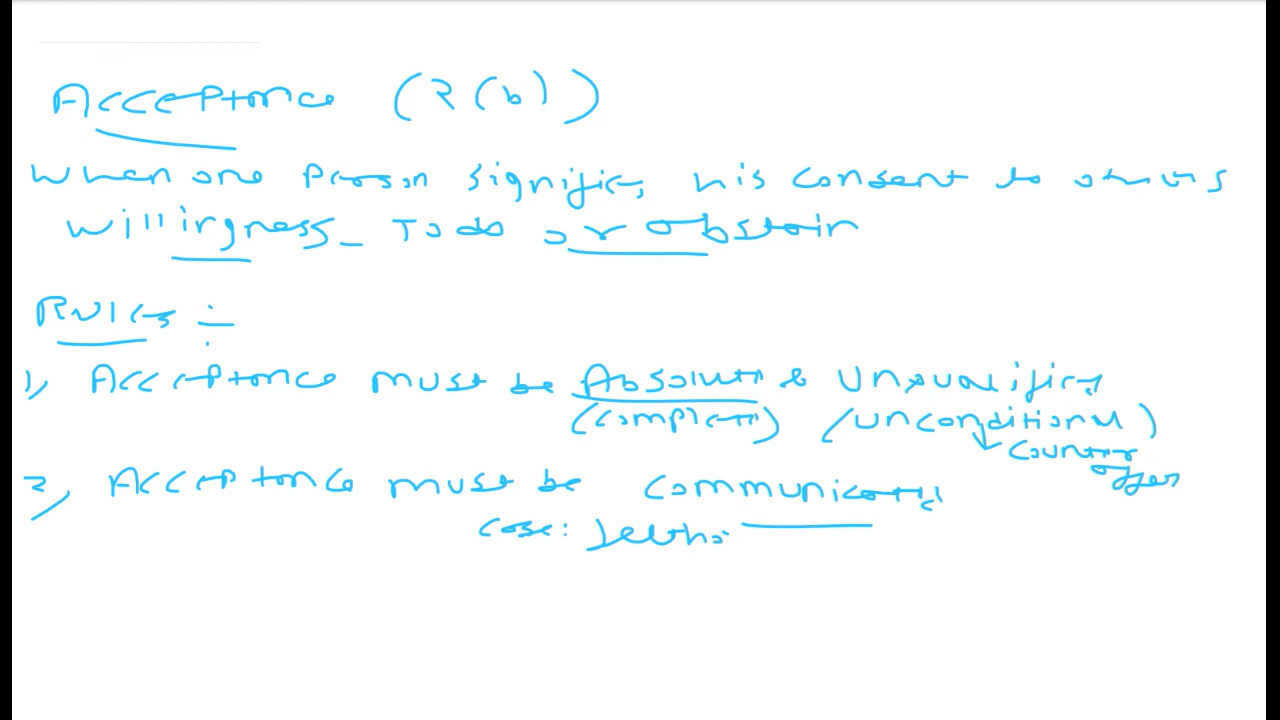 Acceptance (2(b))
When one person signifies his consent to others
willingness To do or obstain
Rules :-
1) Acceptance must be Absolute & Unqualified
(complete) (unconditional)
↳ Counter
offer
2) Acceptance must be communicated
case: